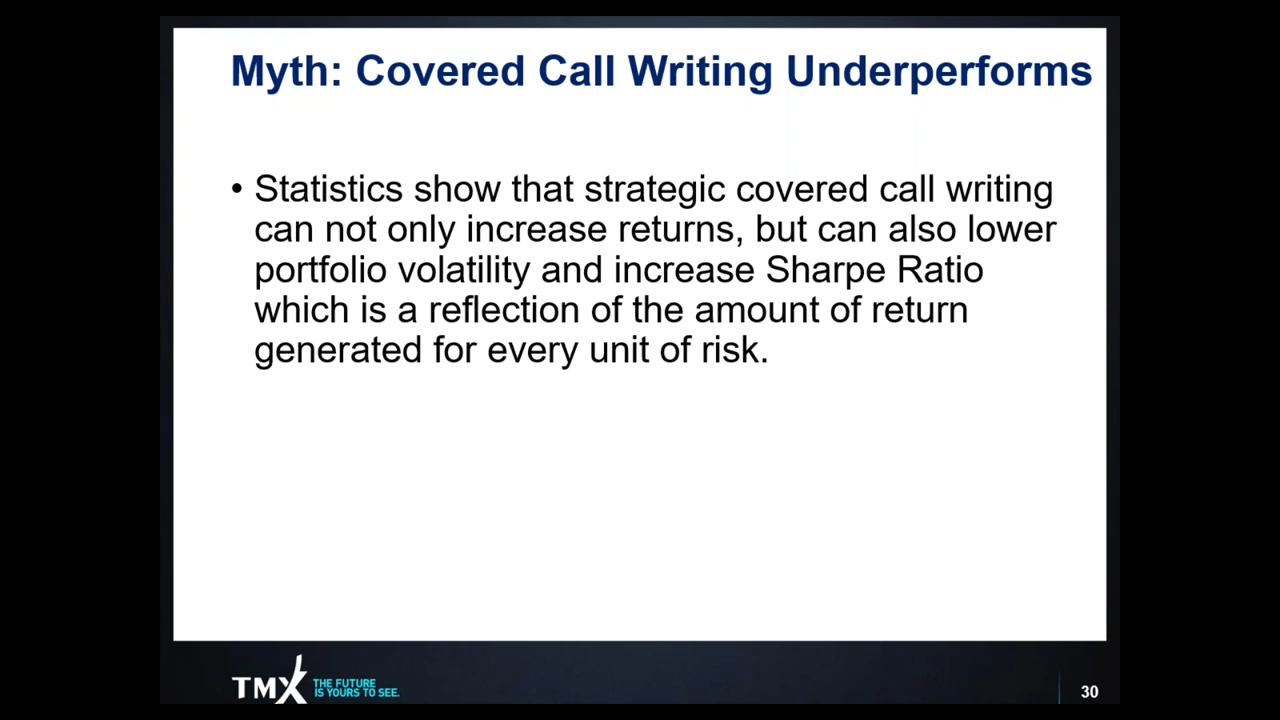 Myth: Covered Call Writing Underperforms
• Statistics show that strategic covered call writing
can not only increase returns, but can also lower
portfolio volatility and increase Sharpe Ratio
which is a reflection of the amount of return
generated for every unit of risk.
TMX THE FUTURE
IS YOURS TO SEE.
30